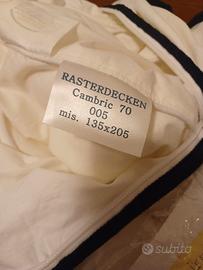 RASTERDECKEN
Cambric 70
005
mis. 135x205
subito